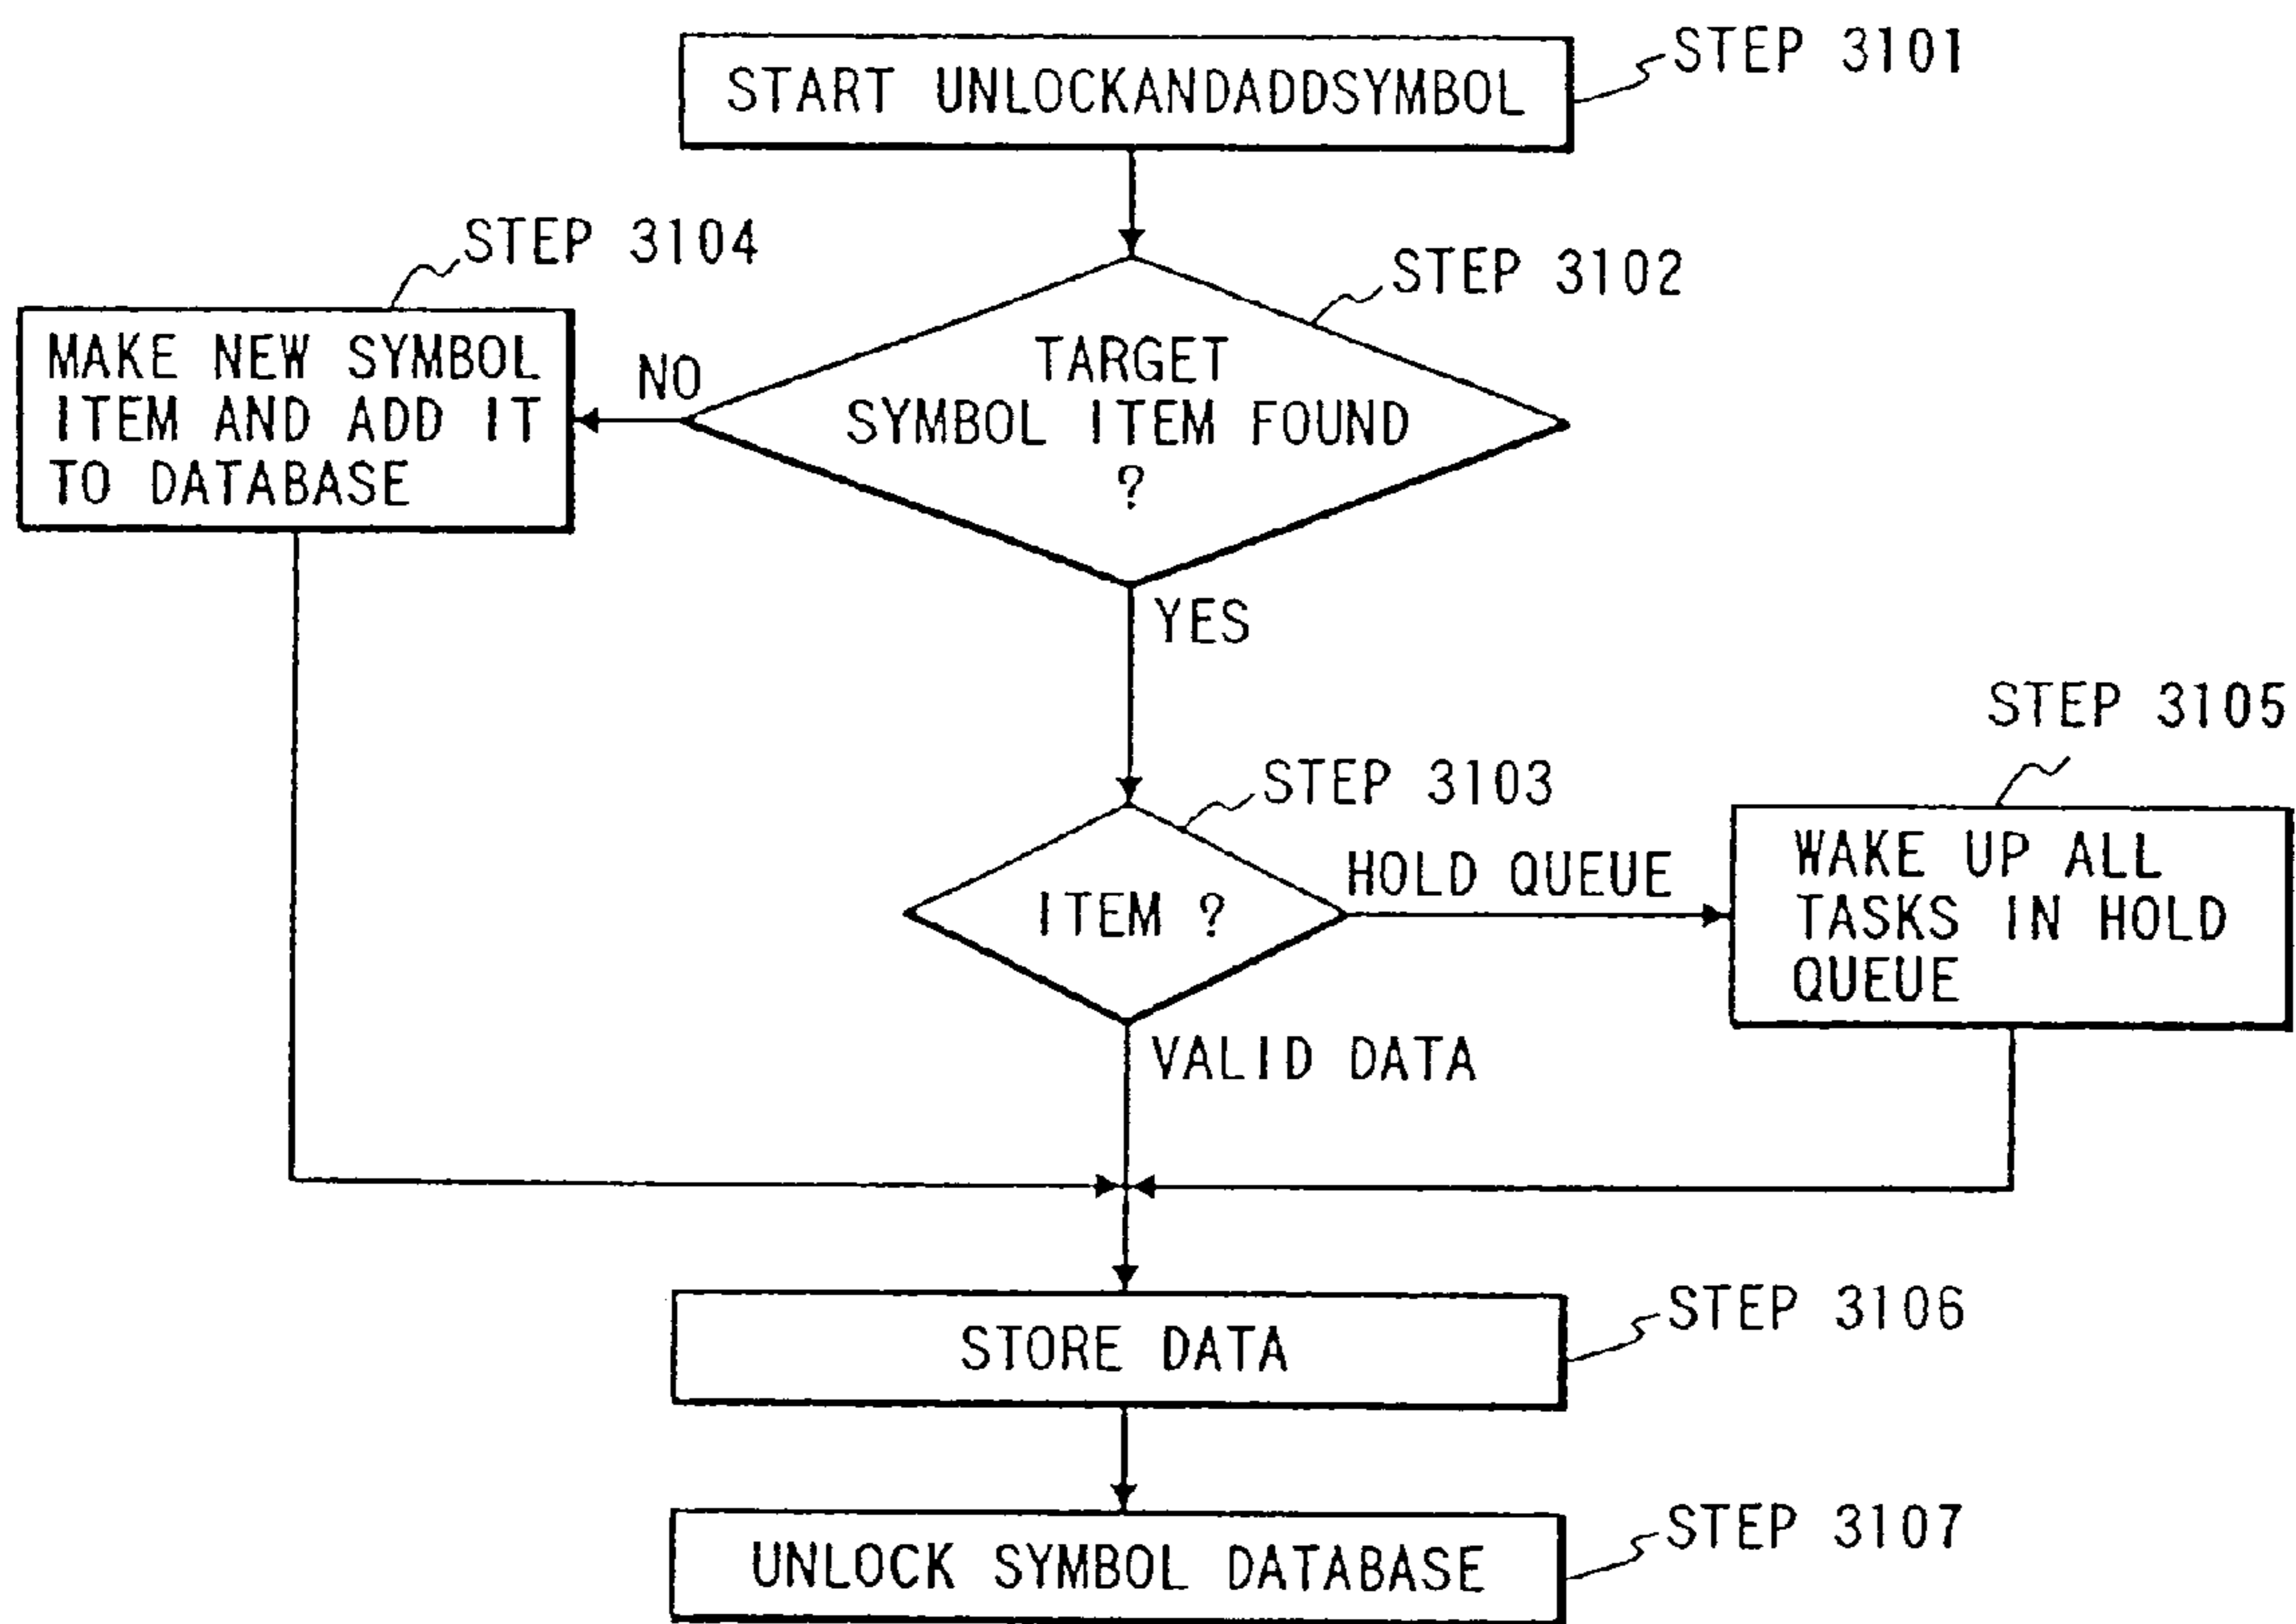 START UNLOCKANDADDSYMBOL
STEP 3101
STEP 3104
STEP 3102
MAKE NEW SYMBOL
ITEM AND ADD IT
TO DATABASE
NO
TARGET
SYMBOL ITEM FOUND
?
YES
STEP 3105
STEP 3103
ITEM ?
HOLD QUEUE
WAKE UP ALL
TASKS IN HOLD
QUEUE
VALID DATA
STORE DATA
STEP 3106
UNLOCK SYMBOL DATABASE
STEP 3107